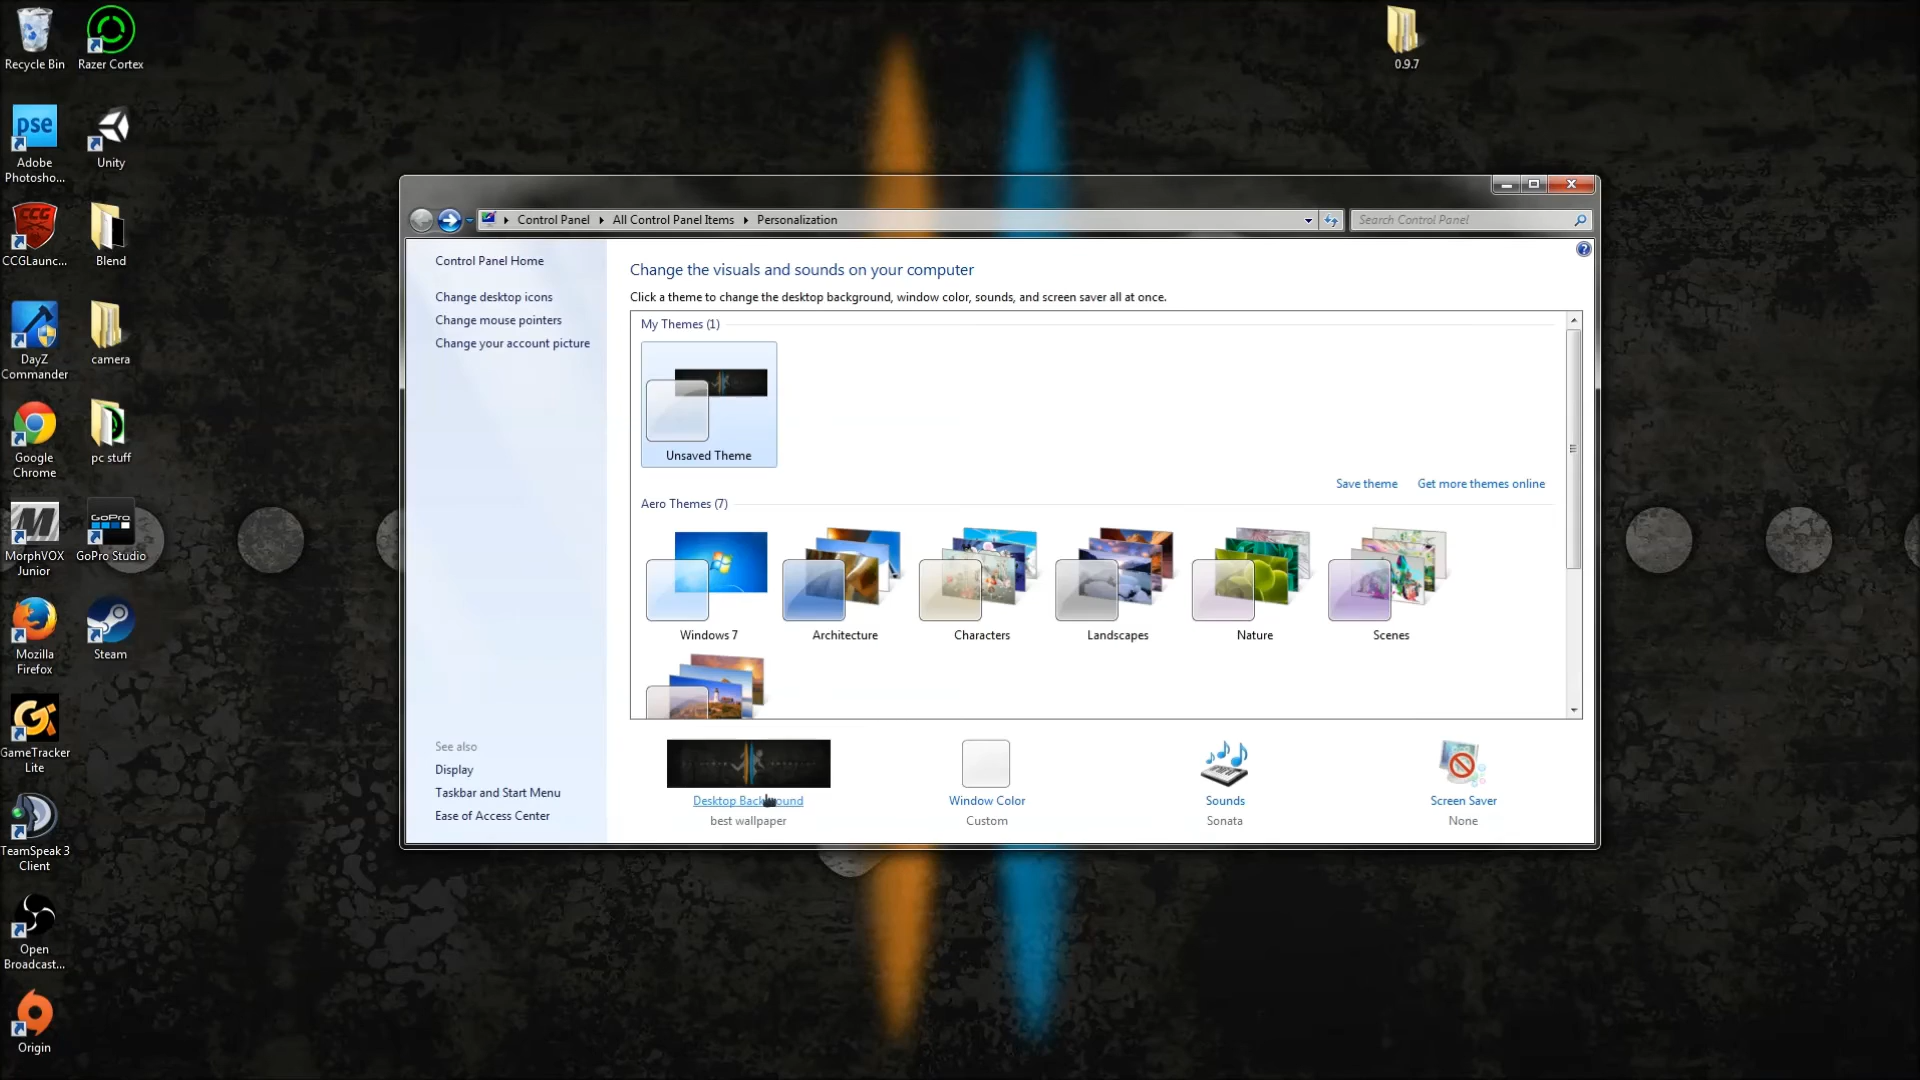 Recycle Bin
Razer Cortex
0.9.7
pse
Adobe
Photosho...
Unity
CCG
CCGLaunc...
Blend
DayZ
Commander
camera
Google
Chrome
pc stuff
MorphVOX
Junior
GoPro
GoPro Studio
Mozilla
Firefox
Steam
GameTracker
Lite
TeamSpeak 3
Client
Open
Broadcast...
Origin
Control Panel
All Control Panel Items
Personalization
Search Control Panel
Control Panel Home
Change desktop icons
Change mouse pointers
Change your account picture
See also
Display
Taskbar and Start Menu
Ease of Access Center
Change the visuals and sounds on your computer
Click a theme to change the desktop background, window color, sounds, and screen saver all at once.
My Themes (1)
Unsaved Theme
Save theme
Get more themes online
Aero Themes (7)
Windows 7
Architecture
Characters
Landscapes
Nature
Scenes
Desktop Background
best wallpaper
Window Color
Custom
Sounds
Sonata
Screen Saver
None